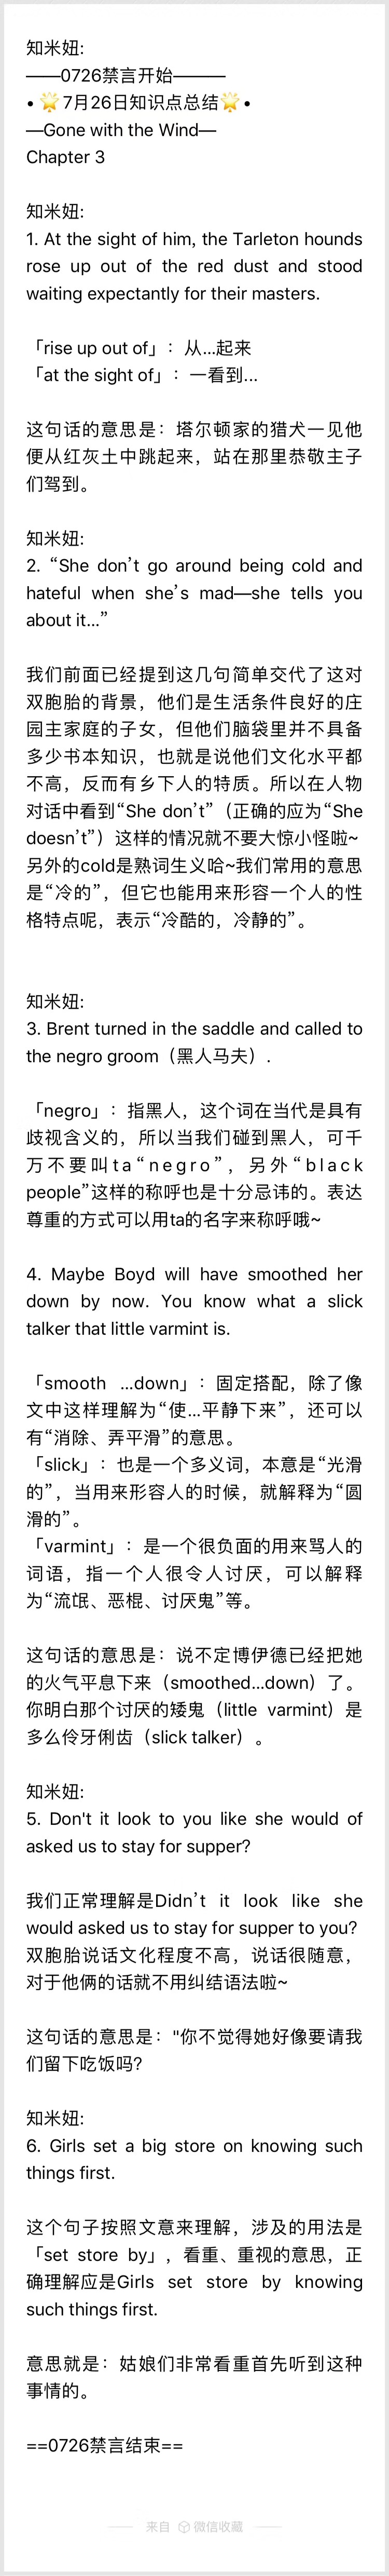 知米妞:
——0726禁言开始———
• 🌟7月26日知识点总结🌟•
—Gone with the Wind—
Chapter 3
知米妞:
1. At the sight of him, the Tarleton hounds
rose up out of the red dust and stood
waiting expectantly for their masters.
「rise up out of」：从...起来
「at the sight of」：一看到...
这句话的意思是：塔尔顿家的猎犬一见他
便从红灰土中跳起来，站在那里恭敬主子
们驾到。
知米妞:
2. “She don’t go around being cold and
hateful when she’s mad—she tells you
about it...”
我们前面已经提到这几句简单交代了这对
双胞胎的背景，他们是生活条件良好的庄
园主家庭的子女，但他们脑袋里并不具备
多少书本知识，也就是说他们文化水平都
不高，反而有乡下人的特质。所以在人物
对话中看到“She don’t”（正确的应为“She
doesn’t”）这样的情况就不要大惊小怪啦~
另外的cold是熟词生义哈~我们常用的意思
是“冷的”，但它也能用来形容一个人的性
格特点呢，表示“冷酷的，冷静的”。
知米妞:
3. Brent turned in the saddle and called to
the negro groom（黑人马夫）.
「negro」：指黑人，这个词在当代是具有
歧视含义的，所以当我们碰到黑人，可千
万不要叫ta“negro”，另外“black
people”这样的称呼也是十分忌讳的。表达
尊重的方式可以用ta的名字来称呼哦~
4. Maybe Boyd will have smoothed her
down by now. You know what a slick
talker that little varmint is.
「smooth ...down」：固定搭配，除了像
文中这样理解为“使...平静下来”，还可以
有“消除、弄平滑”的意思。
「slick」：也是一个多义词，本意是“光滑
的”，当用来形容人的时候，就解释为“圆
滑的”。
「varmint」：是一个很负面的用来骂人的
词语，指一个人很令人讨厌，可以解释
为“流氓、恶棍、讨厌鬼”等。
这句话的意思是：说不定博伊德已经把她
的火气平息下来（smoothed...down）了。
你明白那个讨厌的矮鬼（little varmint）是
多么伶牙俐齿（slick talker）。
知米妞:
5. Don't it look to you like she would of
asked us to stay for supper?
我们正常理解是Didn’t it look like she
would asked us to stay for supper to you?
双胞胎说话文化程度不高，说话很随意，
对于他俩的话就不用纠结语法啦~
这句话的意思是："你不觉得她好像要请我
们留下吃饭吗?
知米妞:
6. Girls set a big store on knowing such
things first.
这个句子按照文意来理解，涉及的用法是
「set store by」，看重、重视的意思，正
确理解应是Girls set store by knowing
such things first.
意思就是：姑娘们非常看重首先听到这种
事情的。
==0726禁言结束==
来自 微信收藏